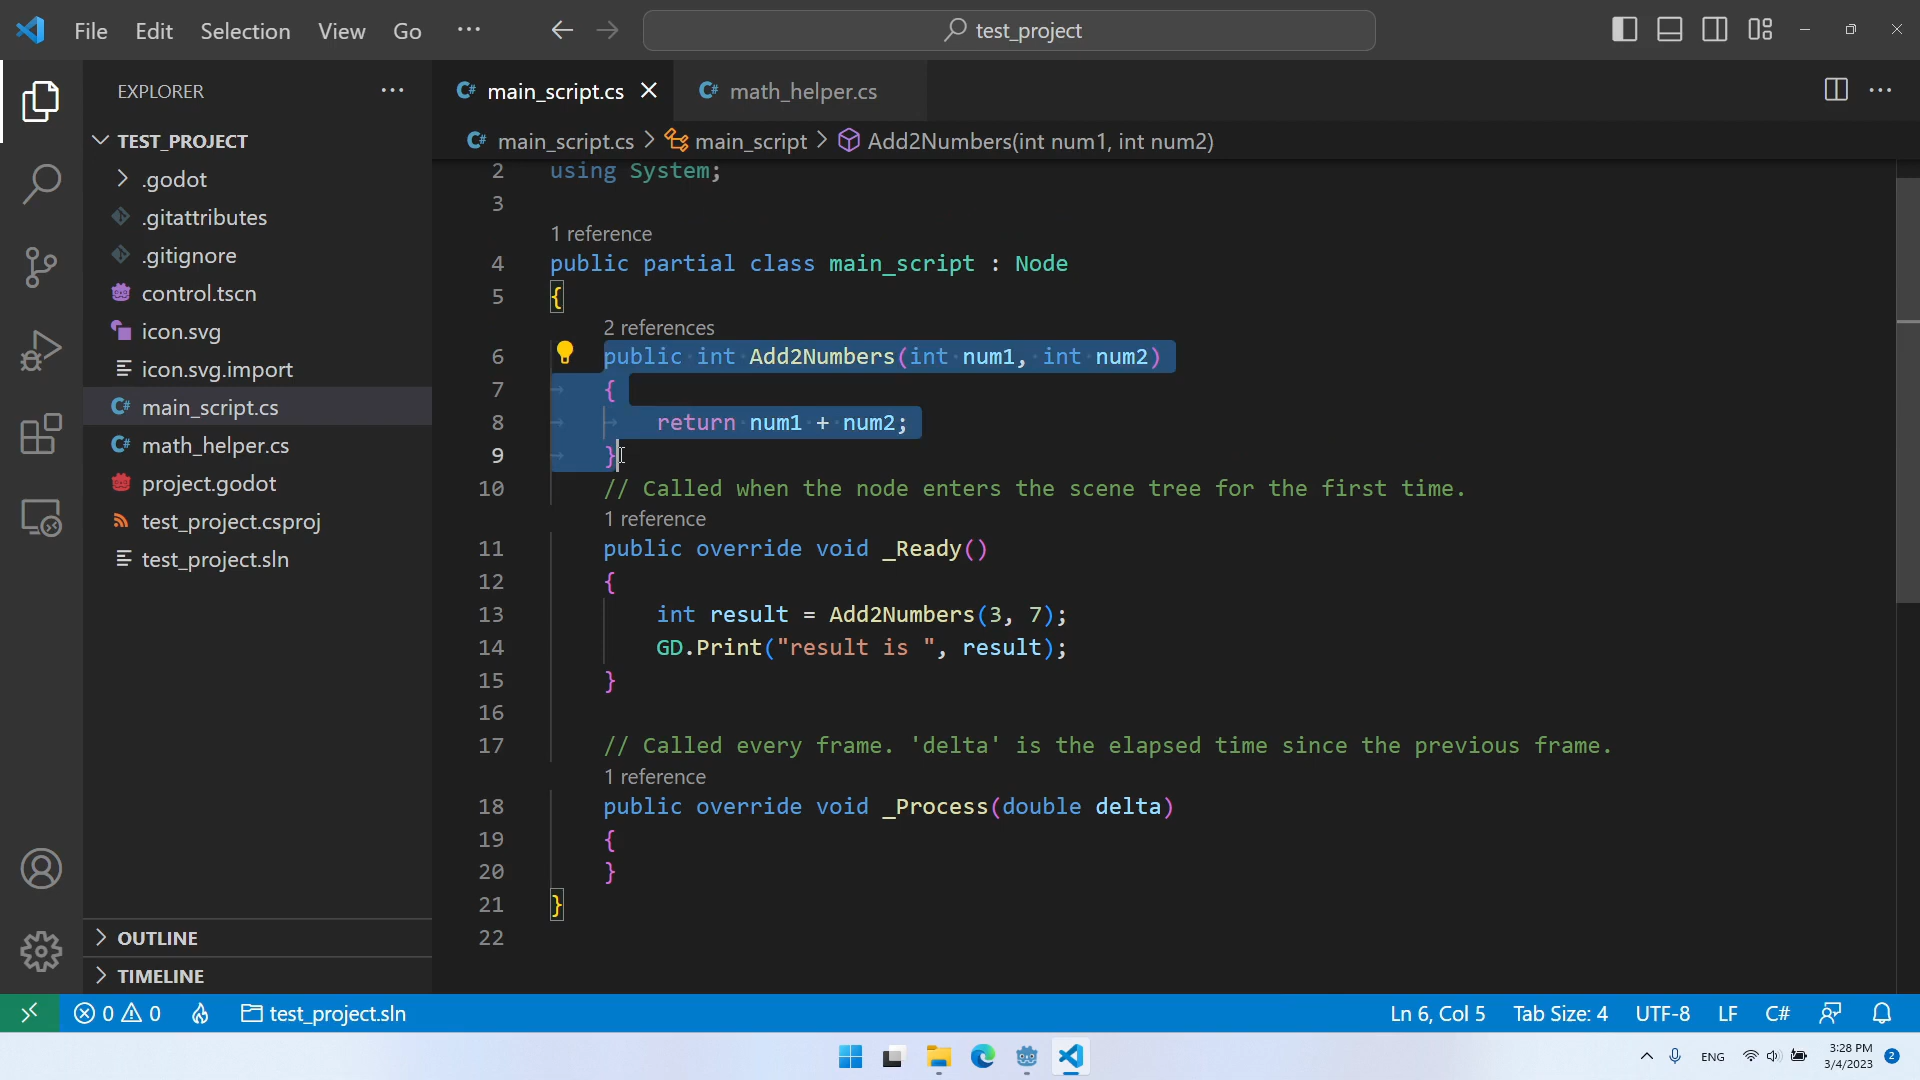 File Edit Selection View Go ··· test_project
EXPLORER ···
TEST_PROJECT
.godot
.gitattributes
.gitignore
control.tscn
icon.svg
icon.svg.import
main_script.cs
math_helper.cs
project.godot
test_project.csproj
test_project.sln
OUTLINE
TIMELINE
C# main_script.cs C# math_helper.cs
C# main_script.cs > main_script > Add2Numbers(int num1, int num2)
2 using System;
3
1 reference
4 public partial class main_script : Node
5 {
2 references
6 public int Add2Numbers(int num1, int num2)
7 {
8 return num1 + num2;
9 }
10 // Called when the node enters the scene tree for the first time.
1 reference
11 public override void _Ready()
12 {
13 int result = Add2Numbers(3, 7);
14 GD.Print("result is ", result);
15 }
16
17 // Called every frame. 'delta' is the elapsed time since the previous frame.
1 reference
18 public override void _Process(double delta)
19 {
20 }
21 }
22
0 0 test_project.sln Ln 6, Col 5 Tab Size: 4 UTF-8 LF C#
ENG 3:28 PM 2
3/4/2023